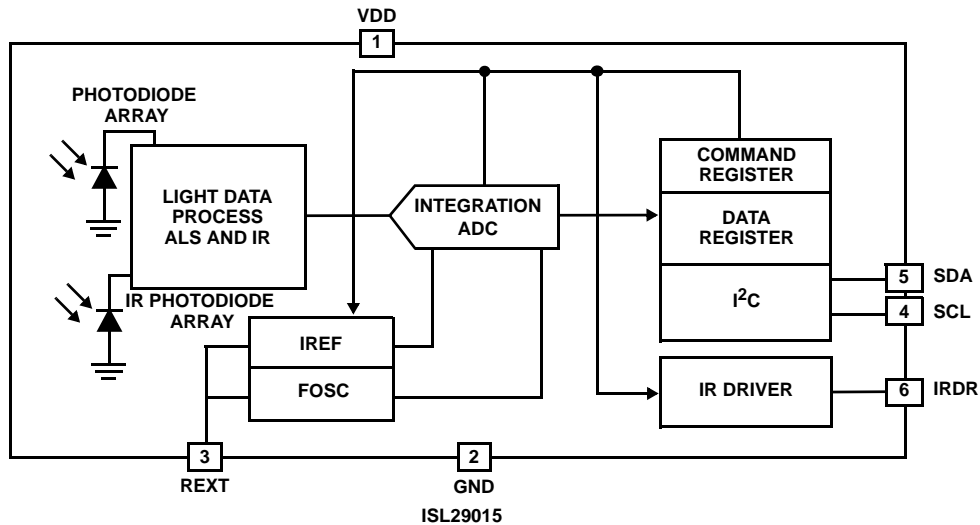 VDD
1
PHOTODIODE
ARRAY
LIGHT DATA
PROCESS
ALS AND IR
INTEGRATION
ADC
COMMAND
REGISTER
DATA
REGISTER
I²C
5 SDA
4 SCL
IR PHOTODIODE
ARRAY
IREF
FOSC
IR DRIVER
6 IRDR
3
REXT
2
GND
ISL29015